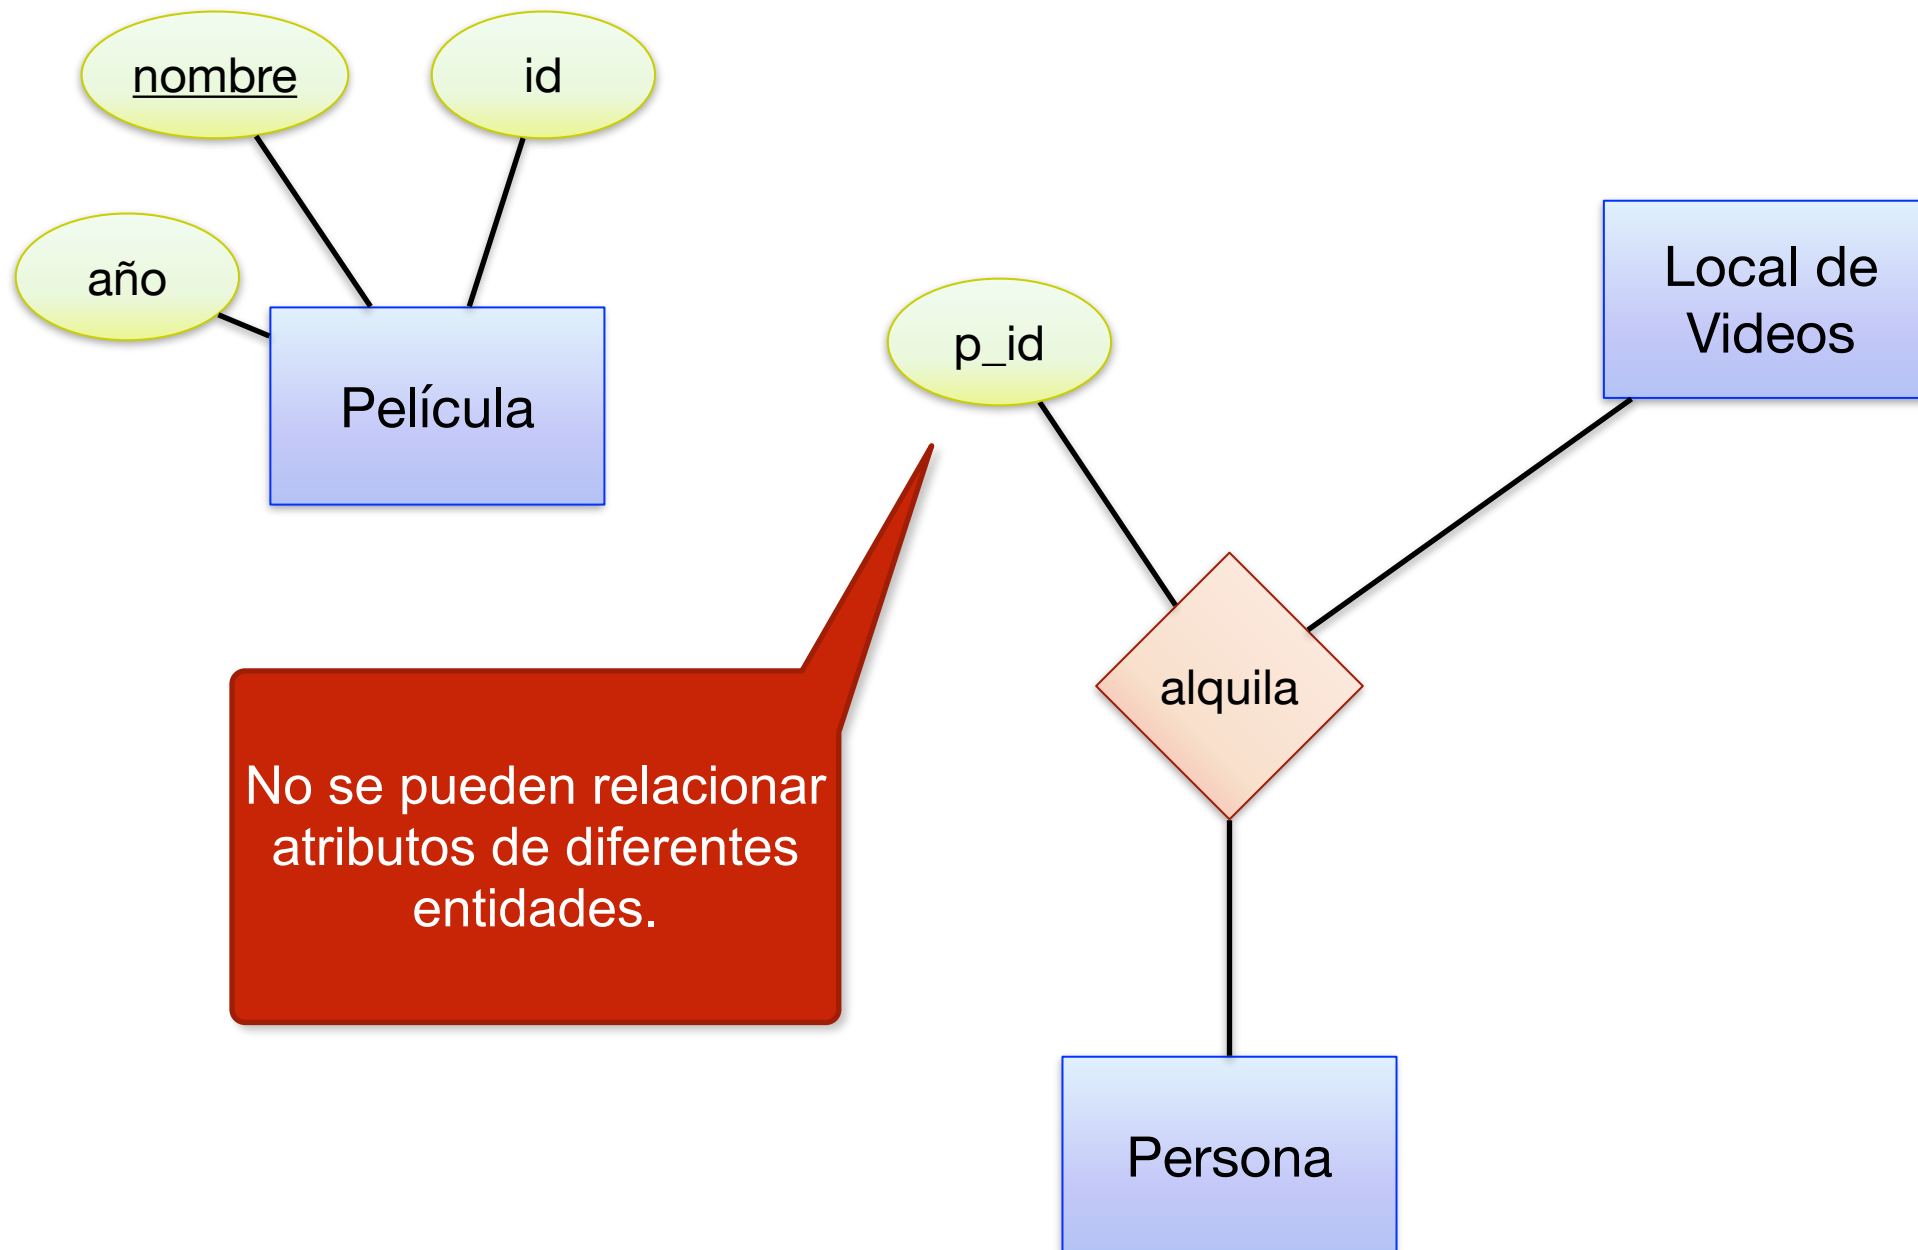 nombre
id
año
Película
p_id
Local de
Videos
alquila
No se pueden relacionar
atributos de diferentes
entidades.
Persona